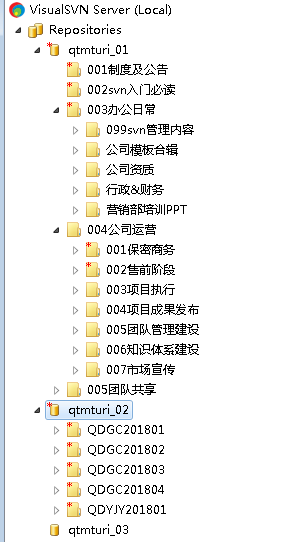 VisualSVN Server (Local)
Repositories
qtmturi_01
001制度及公告
002svn入门必读
003办公日常
099svn管理内容
公司模板合辑
公司资质
行政&财务
营销部培训PPT
004公司运营
001保密商务
002售前阶段
003项目执行
004项目成果发布
005团队管理建设
006知识体系建设
007市场宣传
005团队共享
qtmturi_02
QDGC201801
QDGC201802
QDGC201803
QDGC201804
QDYJY201801
qtmturi_03